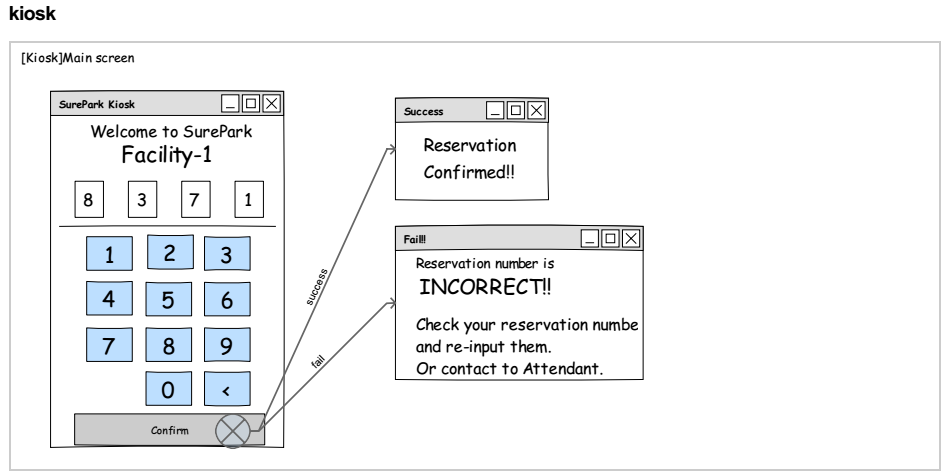 kiosk
[Kiosk]Main screen
SurePark Kiosk
Welcome to SurePark
Facility-1
8 3 7 1
1 2 3
4 5 6
7 8 9
0 <
Confirm
success
fail
Success
Reservation
Confirmed!!
Fail!!
Reservation number is
INCORRECT!!
Check your reservation numbe
and re-input them.
Or contact to Attendant.